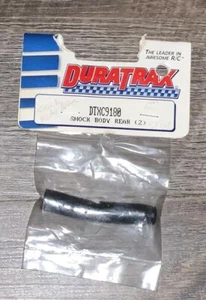 THE LEADER IN
AWESOME R/C
DURATRAX
DTXC9180
SHOCK BODY REAR (2)